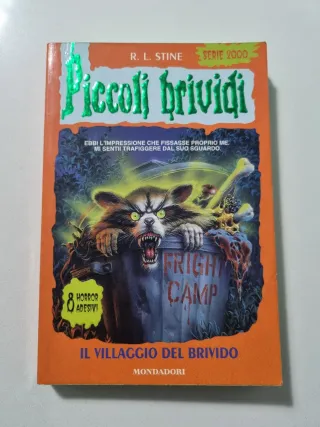 R. L. STINE
SERIE 2000
Piccoli brividi
EBBI L'IMPRESSIONE CHE FISSASSE PROPRIO ME.
MI SENTII TRAFIGGERE DAL SUO SGUARDO.
FRIGHT
CAMP
8 HORROR
ADESIVI
IL VILLAGGIO DEL BRIVIDO
MONDADORI